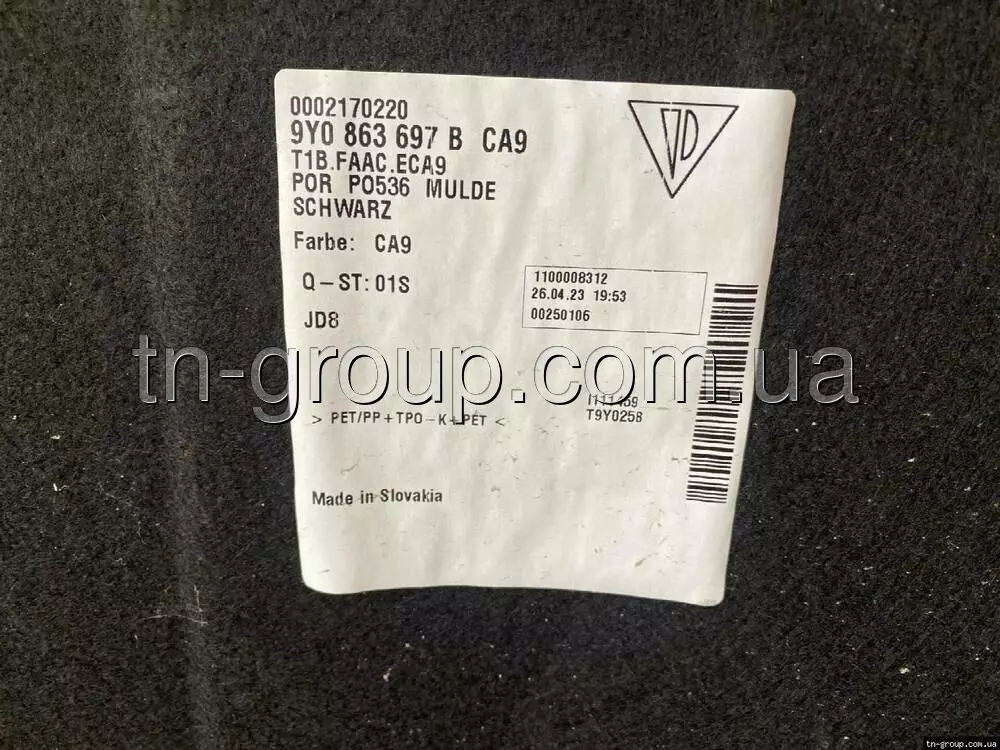 0002170220
9Y0 863 697 B CA9
T1B.FAAC.ECA9
POR PO536 MULDE
SCHWARZ
Farbe: CA9
Q-ST: 01S
JD8
1100008312
26.04.23 19:53
00250106
tn-group.com.ua
T9Y0258
> PET/PP+TPO-K+PET <
Made in Slovakia
JD
tn-group.com.ua